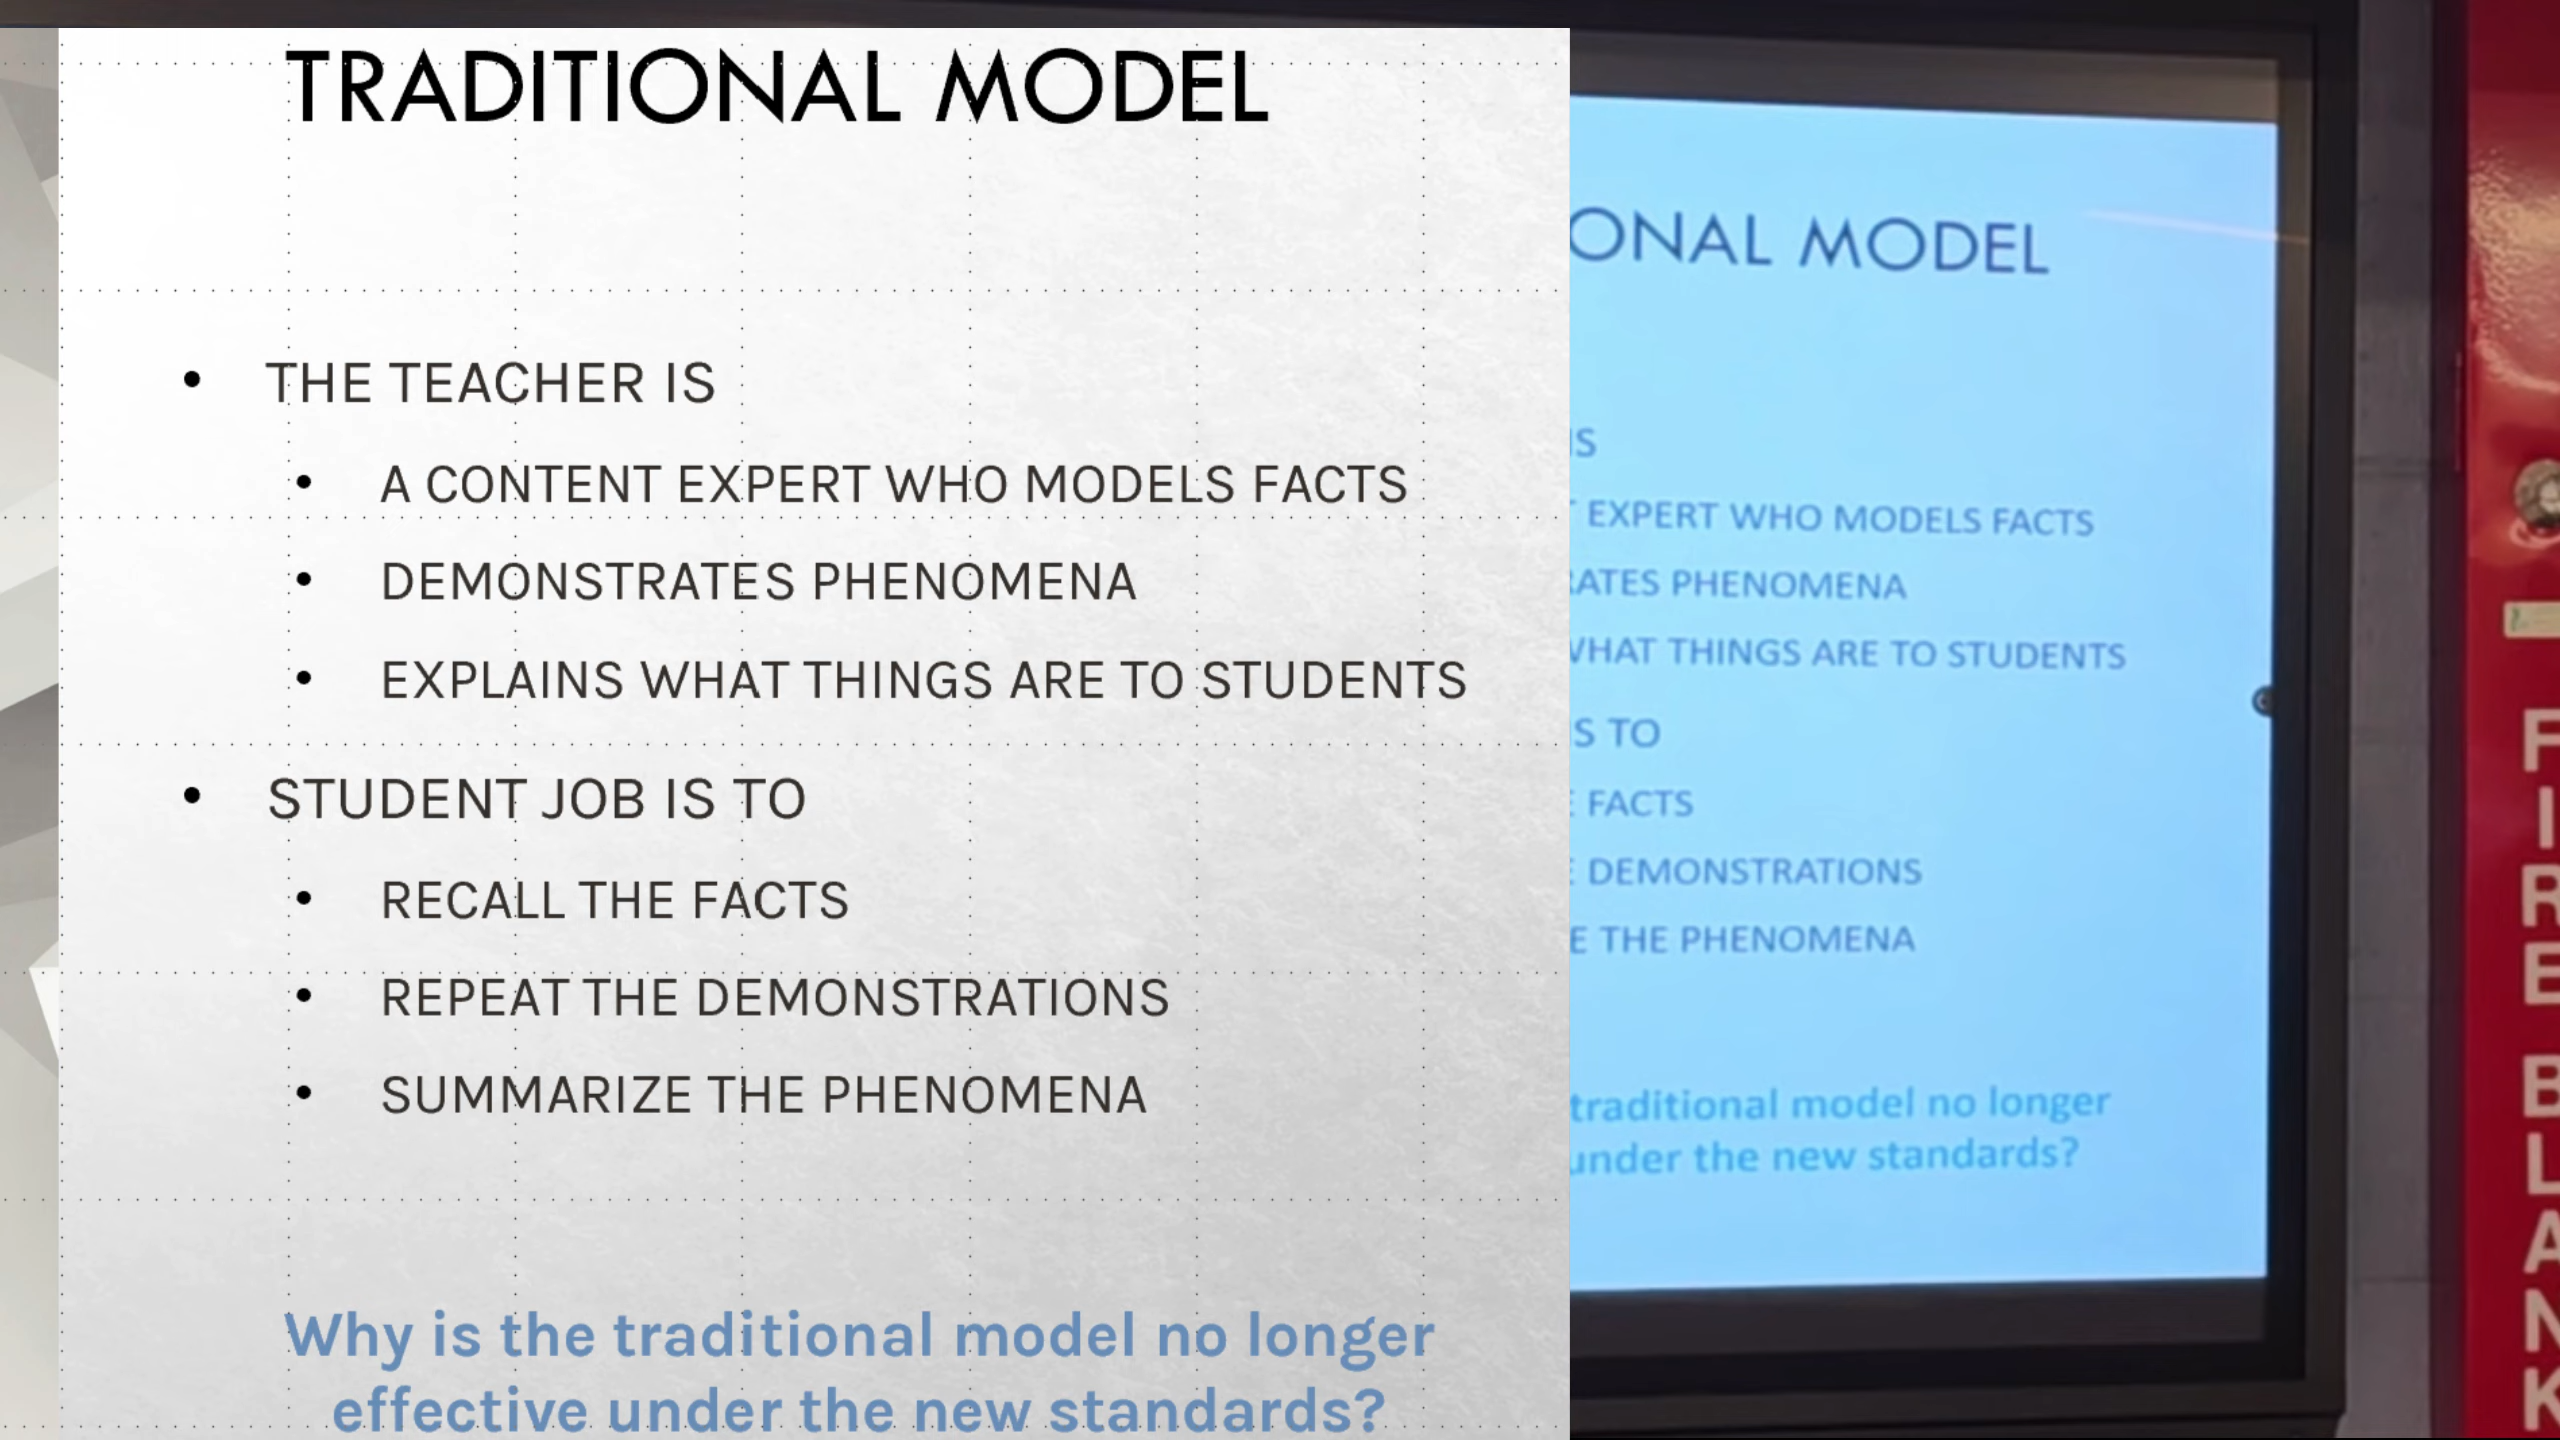 TRADITIONAL MODEL
• THE TEACHER IS
• A CONTENT EXPERT WHO MODELS FACTS
• DEMONSTRATES PHENOMENA
• EXPLAINS WHAT THINGS ARE TO STUDENTS
• STUDENT JOB IS TO
• RECALL THE FACTS
• REPEAT THE DEMONSTRATIONS
• SUMMARIZE THE PHENOMENA
Why is the traditional model no longer
effective under the new standards?
ONAL MODEL
IS
EXPERT WHO MODELS FACTS
RATES PHENOMENA
WHAT THINGS ARE TO STUDENTS
S TO
E FACTS
E DEMONSTRATIONS
E THE PHENOMENA
traditional model no longer
under the new standards?
FIRE BLANK